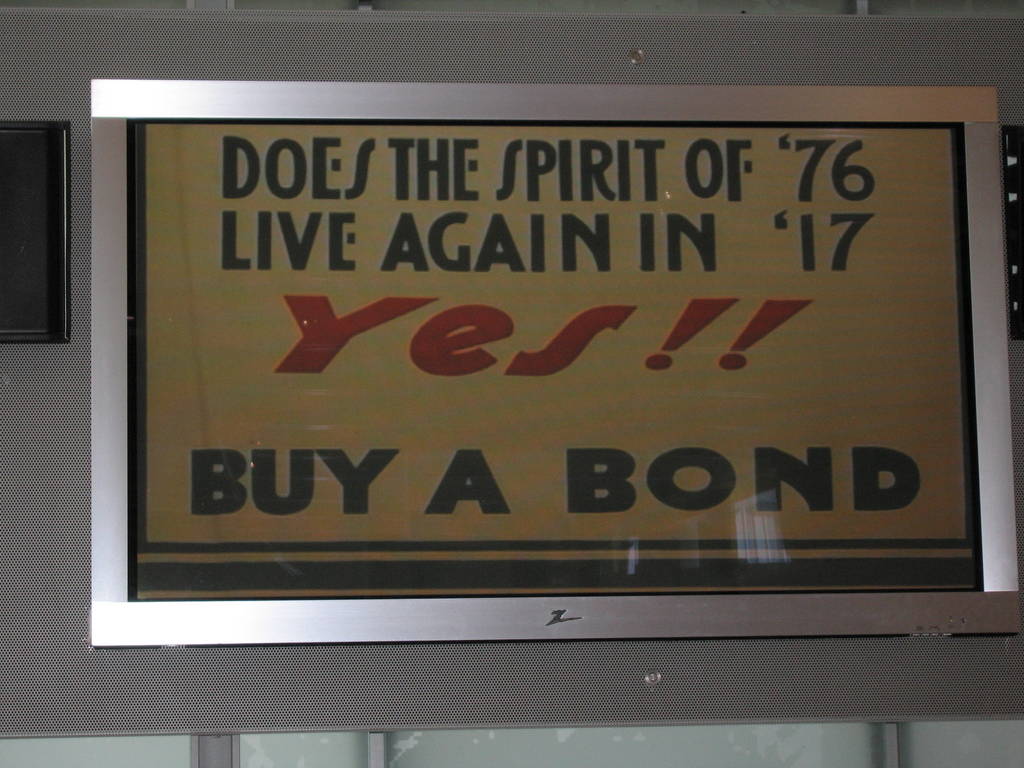 DOES THE SPIRIT OF '76
LIVE AGAIN IN '17
Yes!!
BUY A BOND